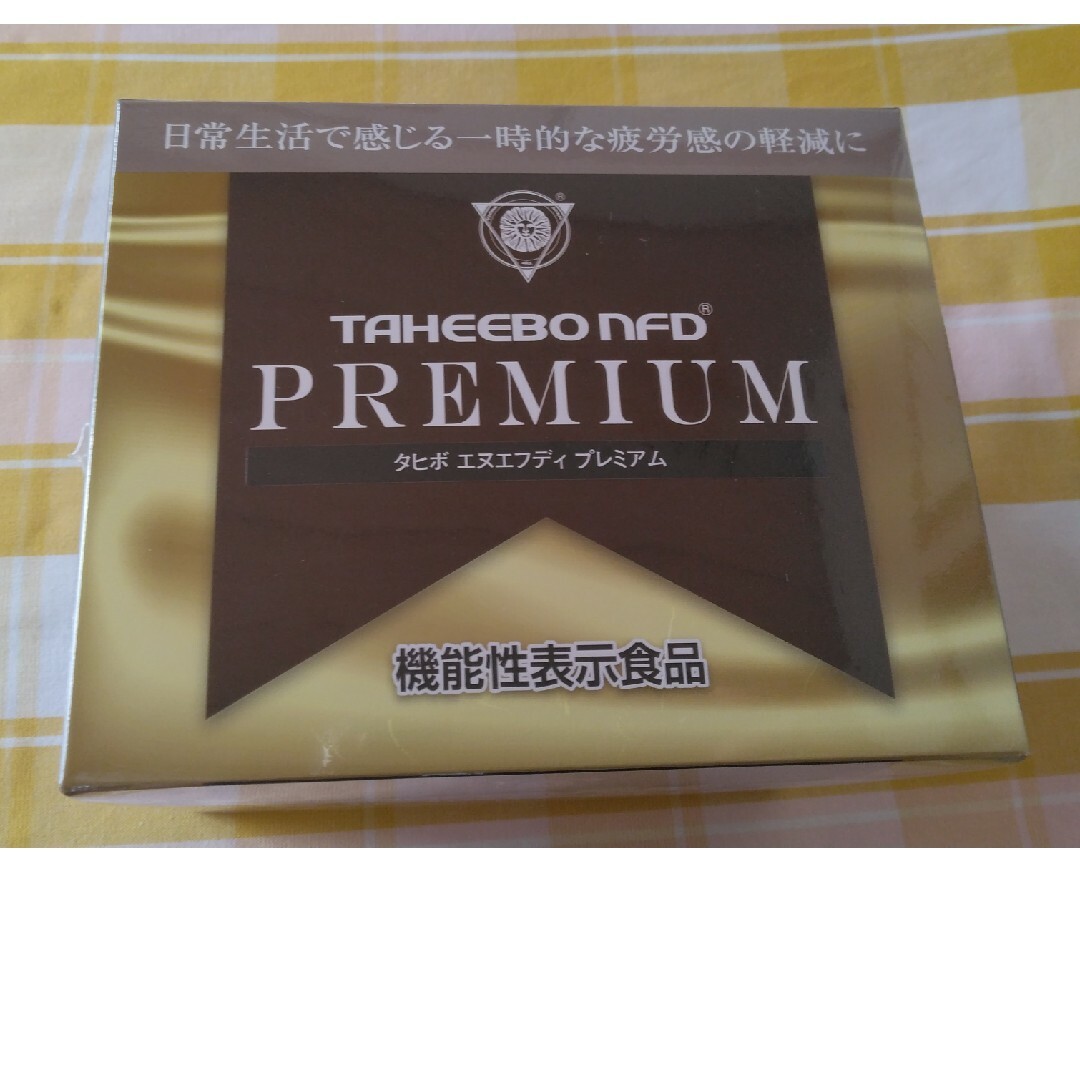 日常生活で感じる一時的な疲労感の軽減に
®
TAHEEBO NFD®
PREMIUM
タヒボ エヌエフディ プレミアム
機能性表示食品